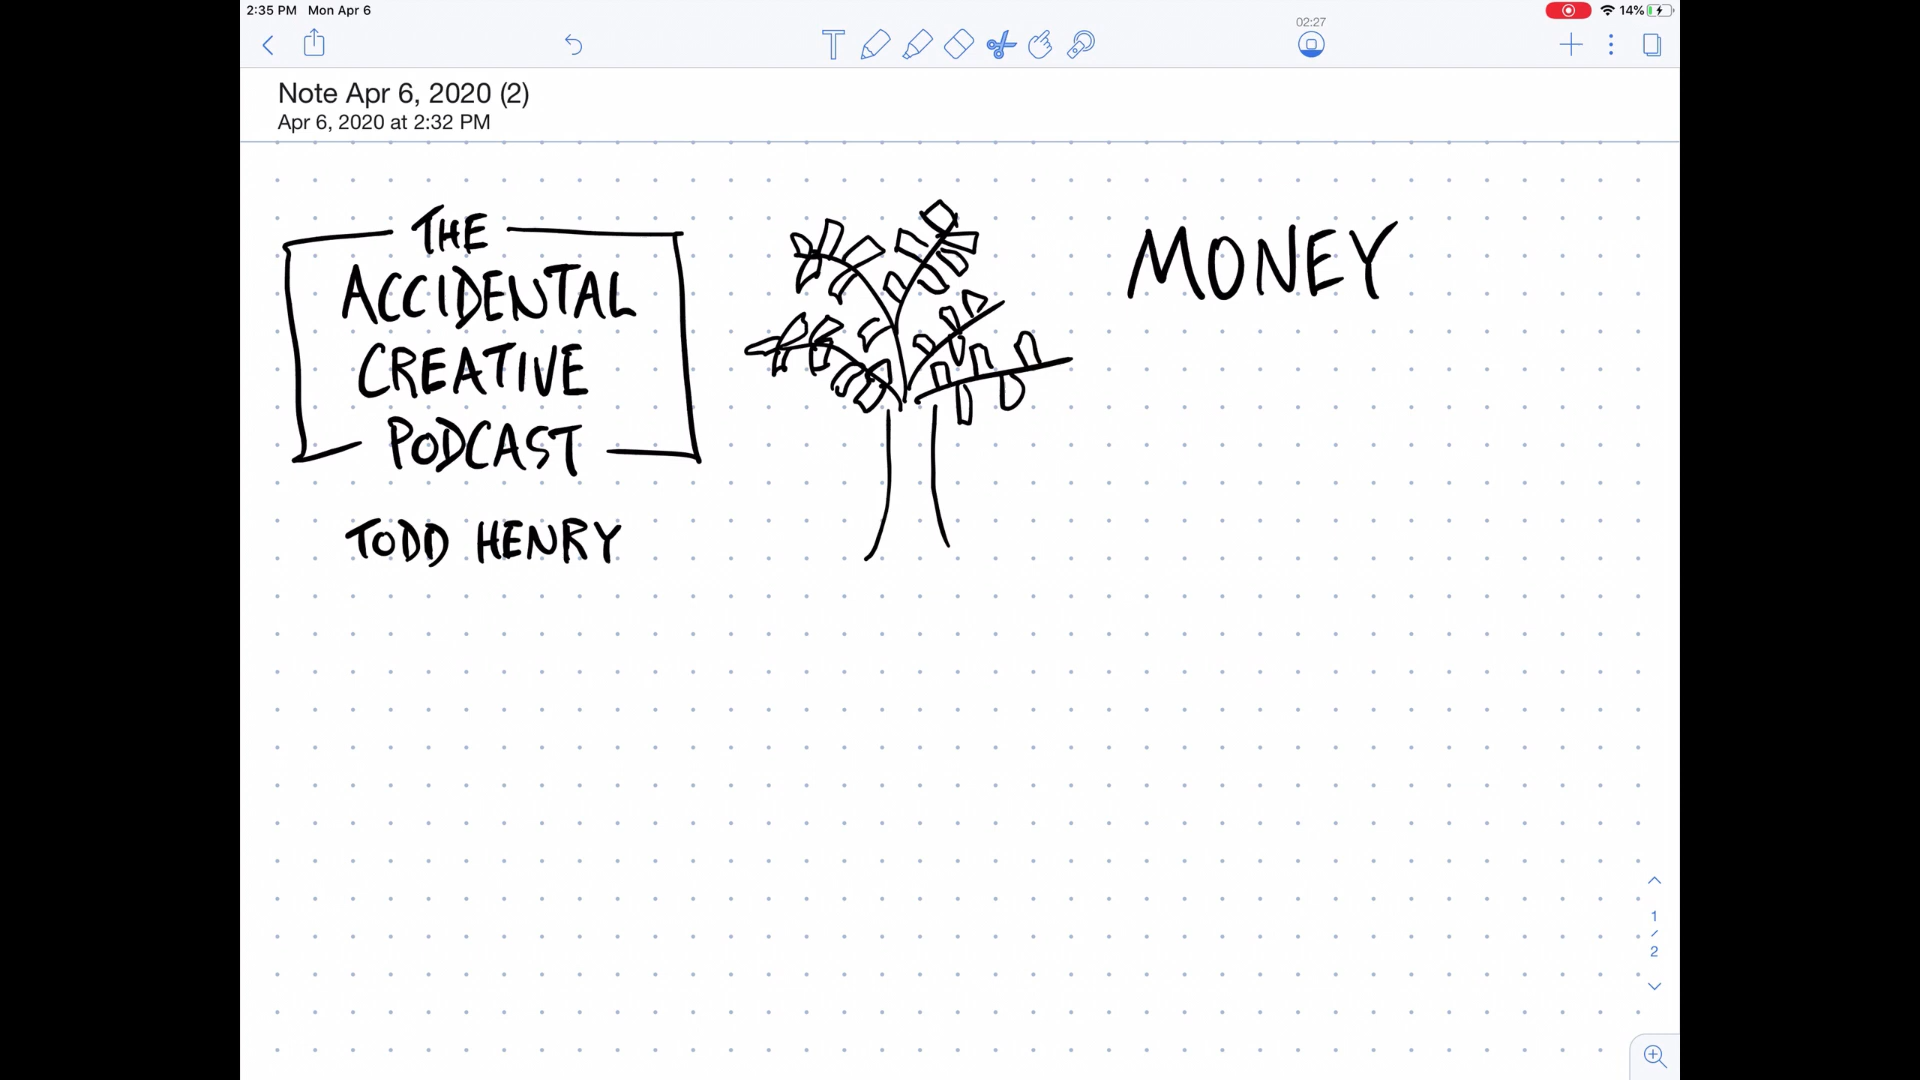 2:35 PM Mon Apr 6
14%
02:27
Note Apr 6, 2020 (2)
Apr 6, 2020 at 2:32 PM
THE
ACCIDENTAL
CREATIVE
PODCAST
TODD HENRY
MONEY
1
/
2